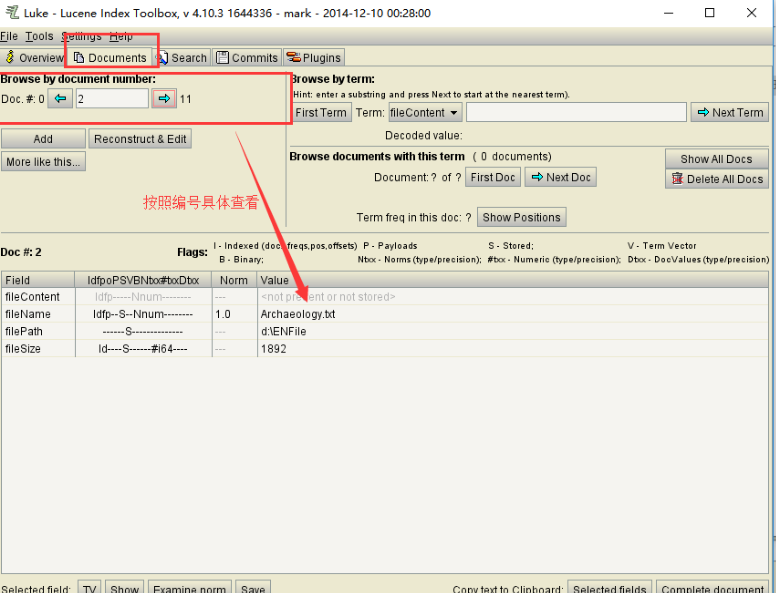 Luke - Lucene Index Toolbox, v 4.10.3 1644336 - mark - 2014-12-10 00:28:00
File Tools Settings Help
Overview Documents Search Commits Plugins
Browse by document number:
Doc. #: 0 2 11
Add Reconstruct & Edit
More like this...
按照编号具体查看
Browse by term:
(Hint: enter a substring and press Next to start at the nearest term).
First Term Term: fileContent Next Term
Decoded value:
Browse documents with this term ( 0 documents) Show All Docs
Document: ? of ? First Doc Next Doc Delete All Docs
Term freq in this doc: ? Show Positions
Doc #: 2 Flags: I - Indexed (docs,freqs,pos,offsets) P - Payloads S - Stored; V - Term Vector
B - Binary; Ntxx - Norms (type/precision); #txx - Numeric (type/precision); Dtxx - DocValues (type/precision)
Field IdfpoPSVBNtxx#txxDtxx Norm Value
fileContent Idfp-----Nnum-------- --- <not present or not stored>
fileName Idfp--S--Nnum-------- 1.0 Archaeology.txt
filePath ------S-------------- --- d:\ENFile
fileSize Id----S------#i64---- --- 1892
Selected field: TV Show Examine norm Save Copy text to Clipboard: Selected fields Complete document